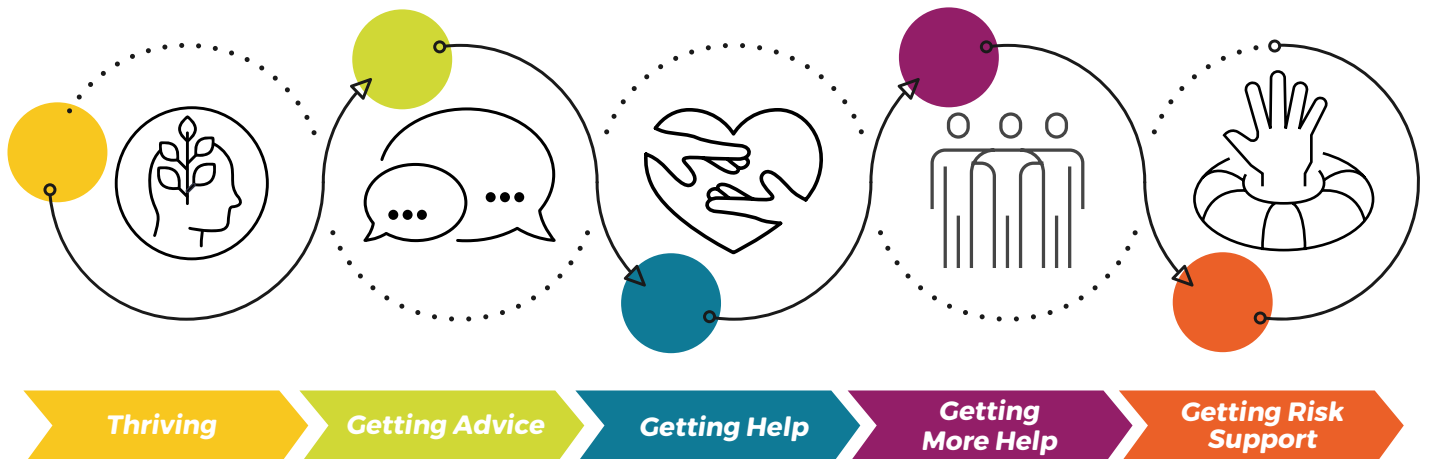 Thriving
Getting Advice
Getting Help
Getting
More Help
Getting Risk
Support